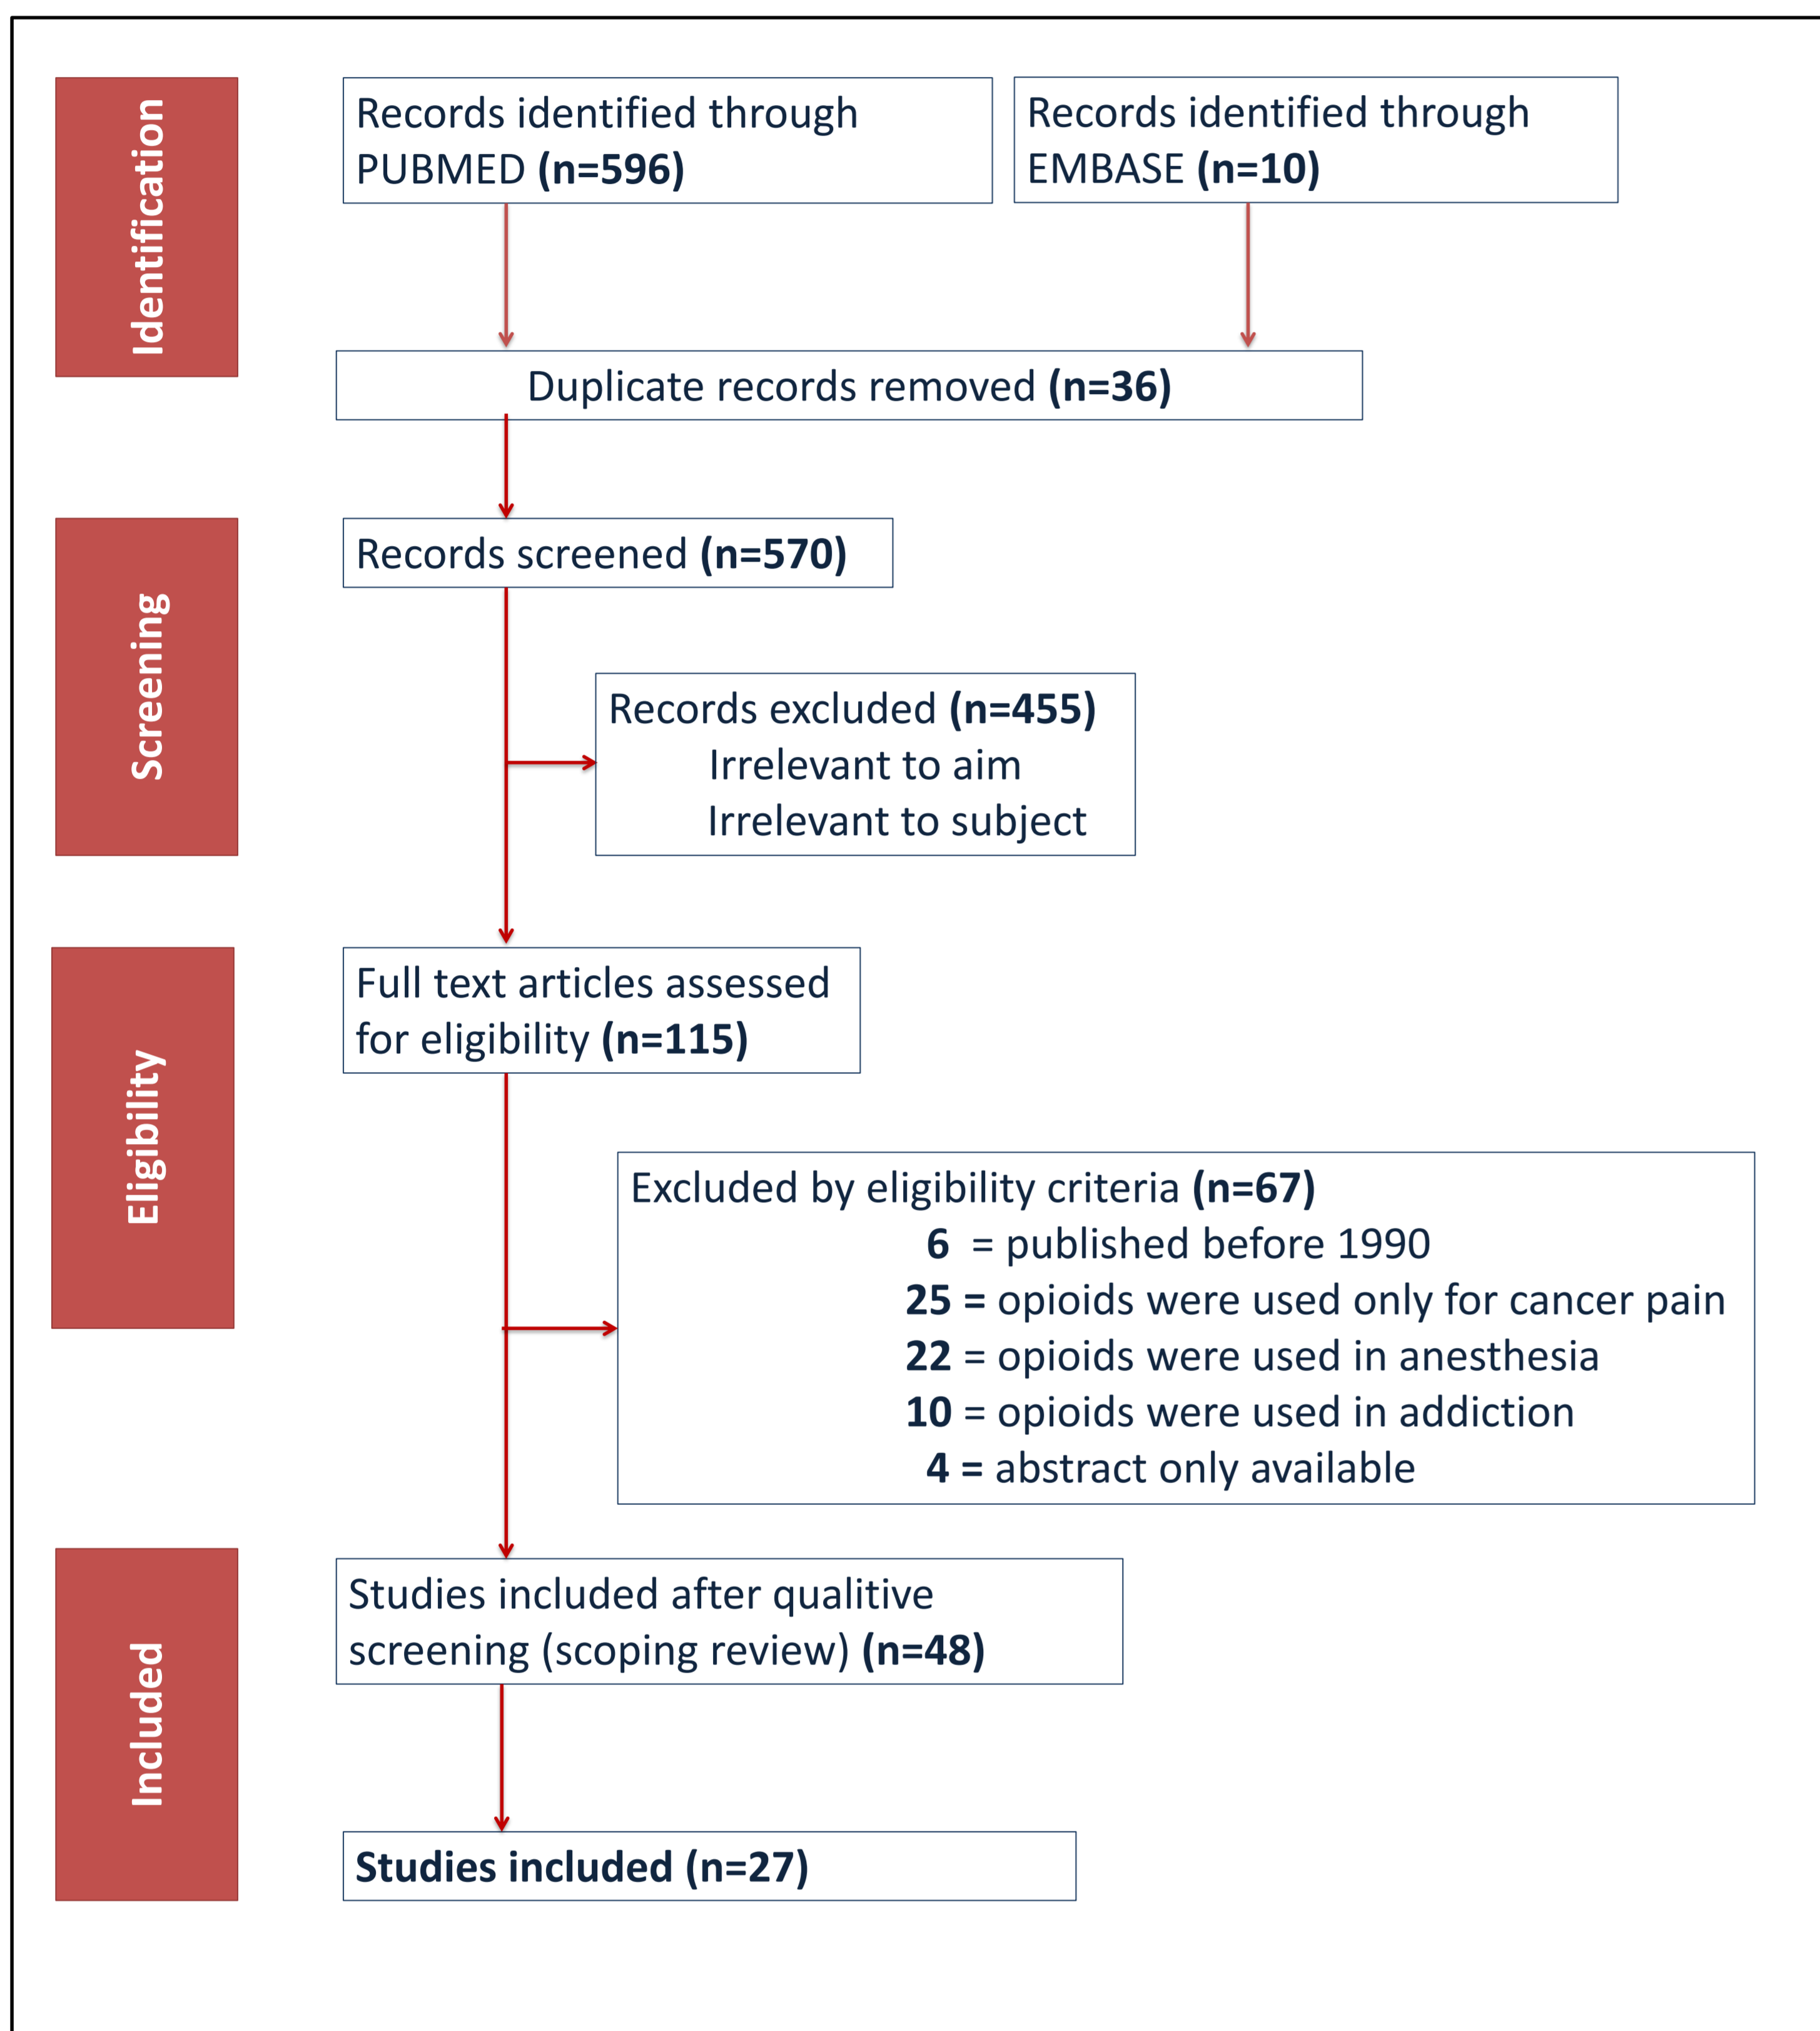 Identification
Records identified through
PUBMED (n=596)
Records identified through
EMBASE (n=10)
Duplicate records removed (n=36)
Screening
Records screened (n=570)
Records excluded (n=455)
Irrelevant to aim
Irrelevant to subject
Eligibility
Full text articles assessed
for eligibility (n=115)
Excluded by eligibility criteria (n=67)
6 = published before 1990
25 = opioids were used only for cancer pain
22 = opioids were used in anesthesia
10 = opioids were used in addiction
4 = abstract only available
Included
Studies included after qualitive
screening (scoping review) (n=48)
Studies included (n=27)